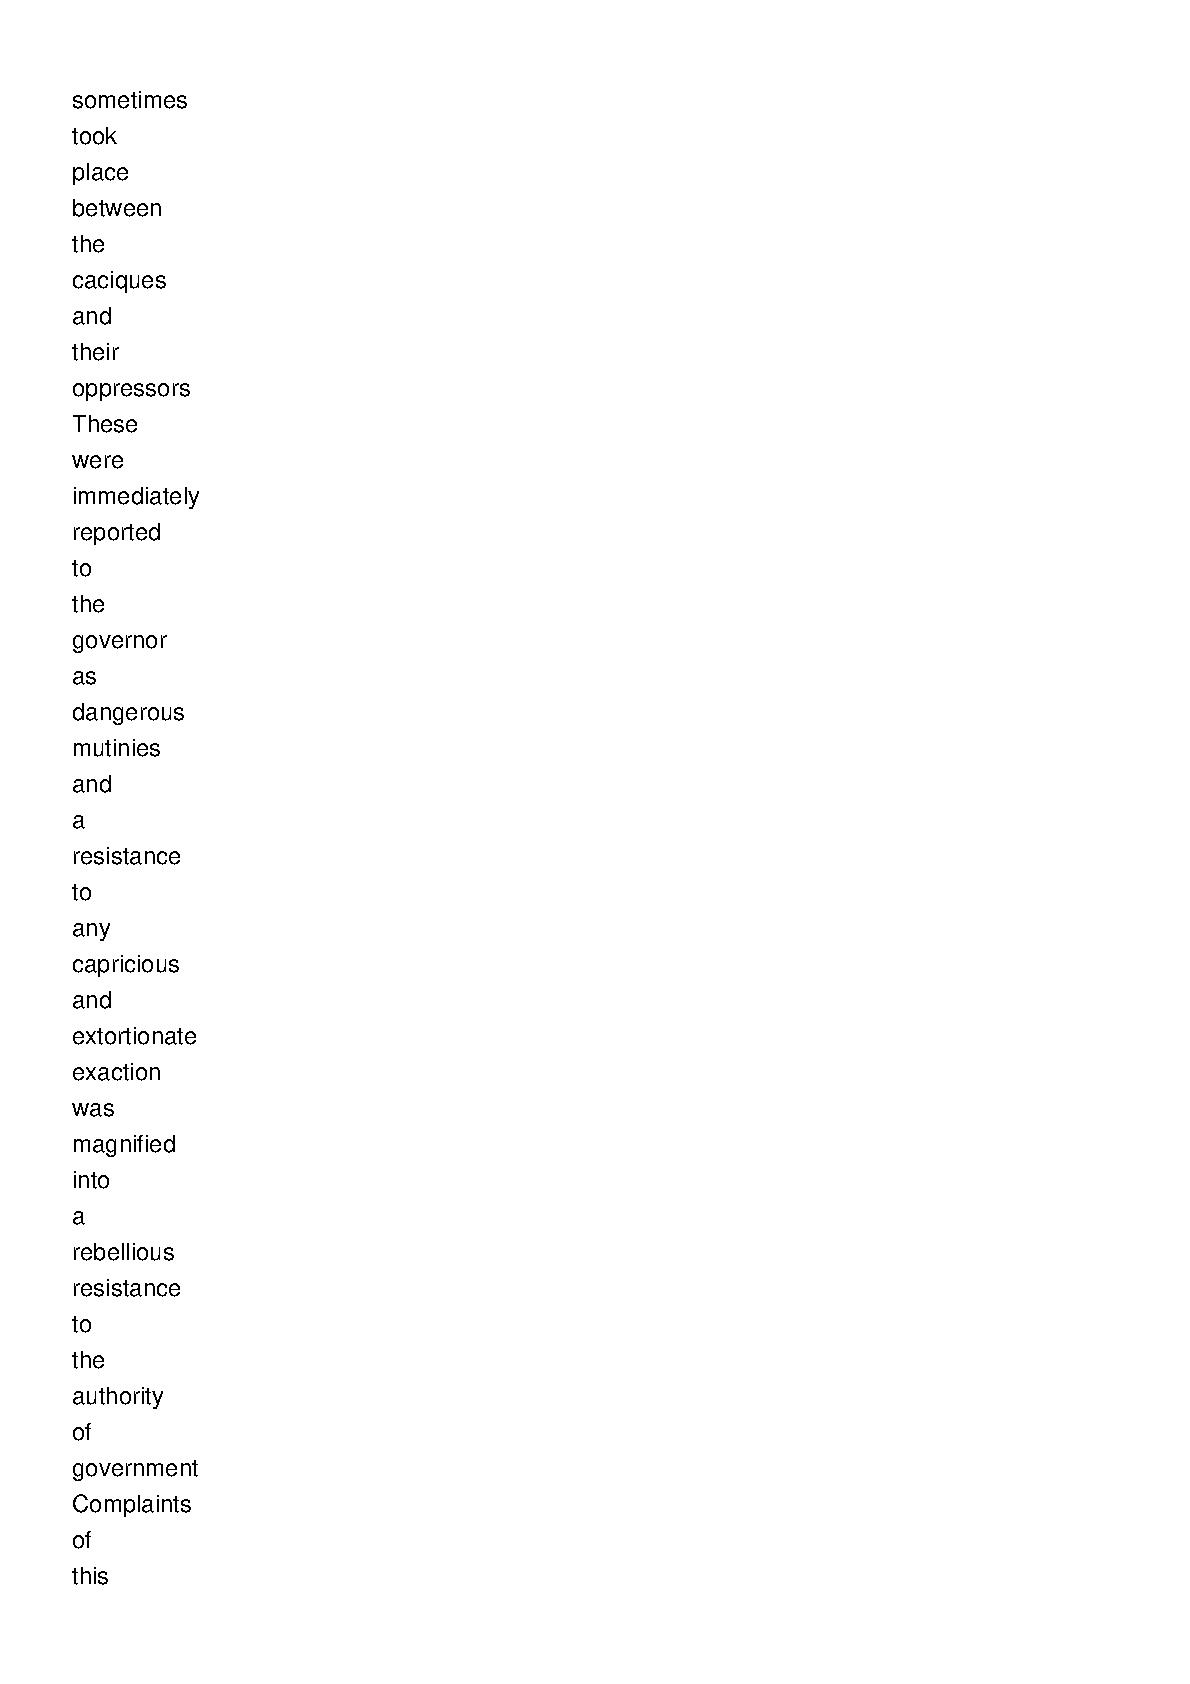 sometimes
took
place
between
the
caciques
and
their
oppressors
These
were
immediately
reported
to
the
governor
as
dangerous
mutinies
and
a
resistance
to
any
capricious
and
extortionate
exaction
was
magnified
into
a
rebellious
resistance
to
the
authority
of
government
Complaints
of
this